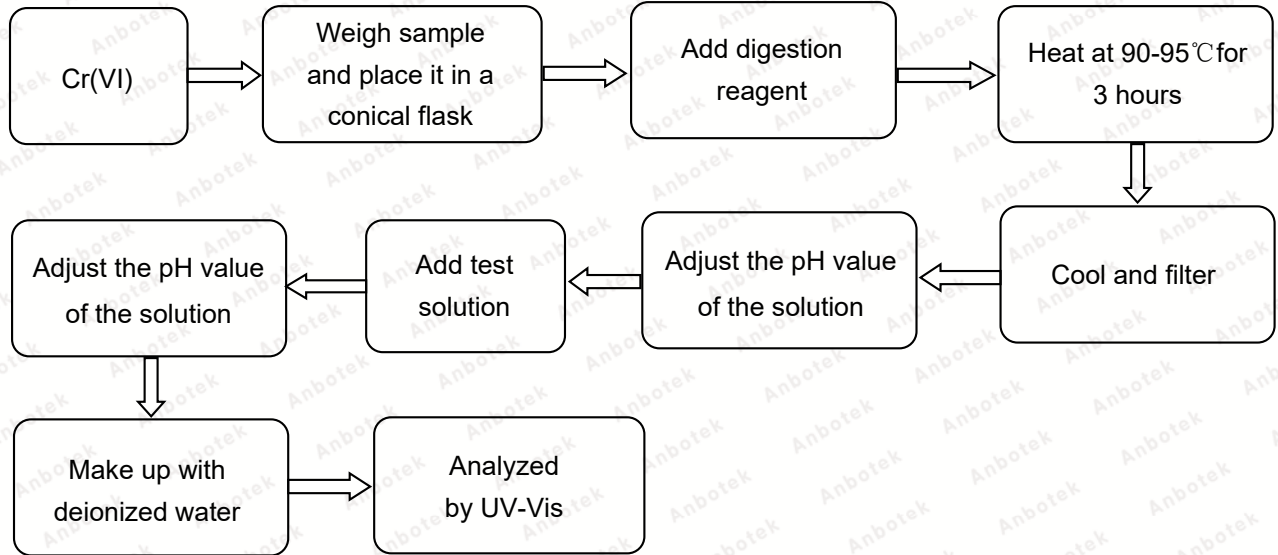 Cr(VI)
Weigh sample
and place it in a
conical flask
Add digestion
reagent
Heat at 90-95℃for
3 hours
Cool and filter
Adjust the pH value
of the solution
Add test
solution
Adjust the pH value
of the solution
Make up with
deionized water
Analyzed
by UV-Vis
Anbotek